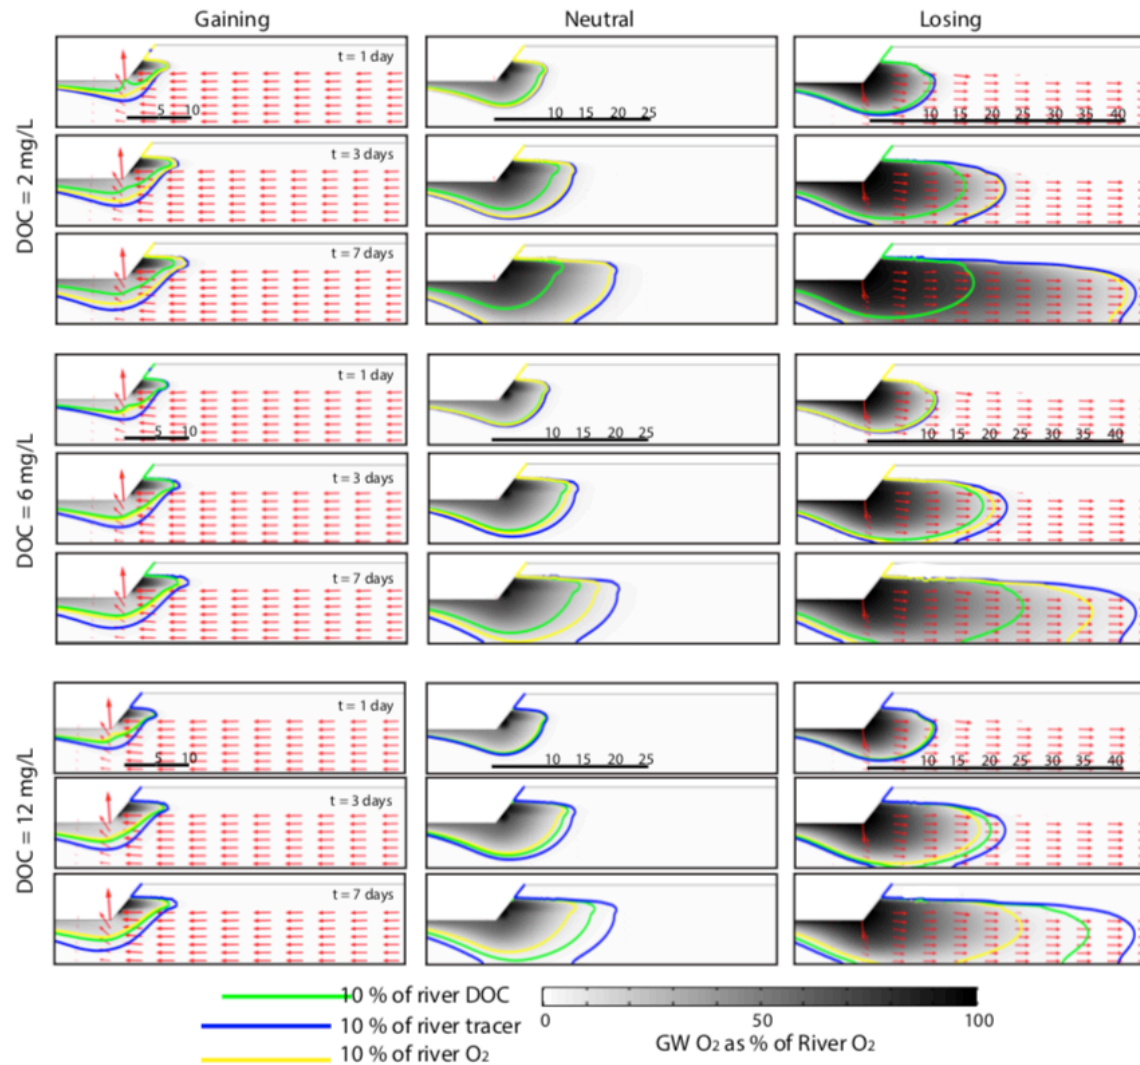 Gaining Neutral Losing
DOC = 2 mg/L
t = 1 day
5 10
10 15 20 25
10 15 20 25 30 35 40
t = 3 days
t = 7 days
DOC = 6 mg/L
t = 1 day
5 10
10 15 20 25
10 15 20 25 30 35 40
t = 3 days
t = 7 days
DOC = 12 mg/L
t = 1 day
5 10
10 15 20 25
10 15 20 25 30 35 40
t = 3 days
t = 7 days
10 % of river DOC
10 % of river tracer
10 % of river O₂
0 50 100
GW O₂ as % of River O₂